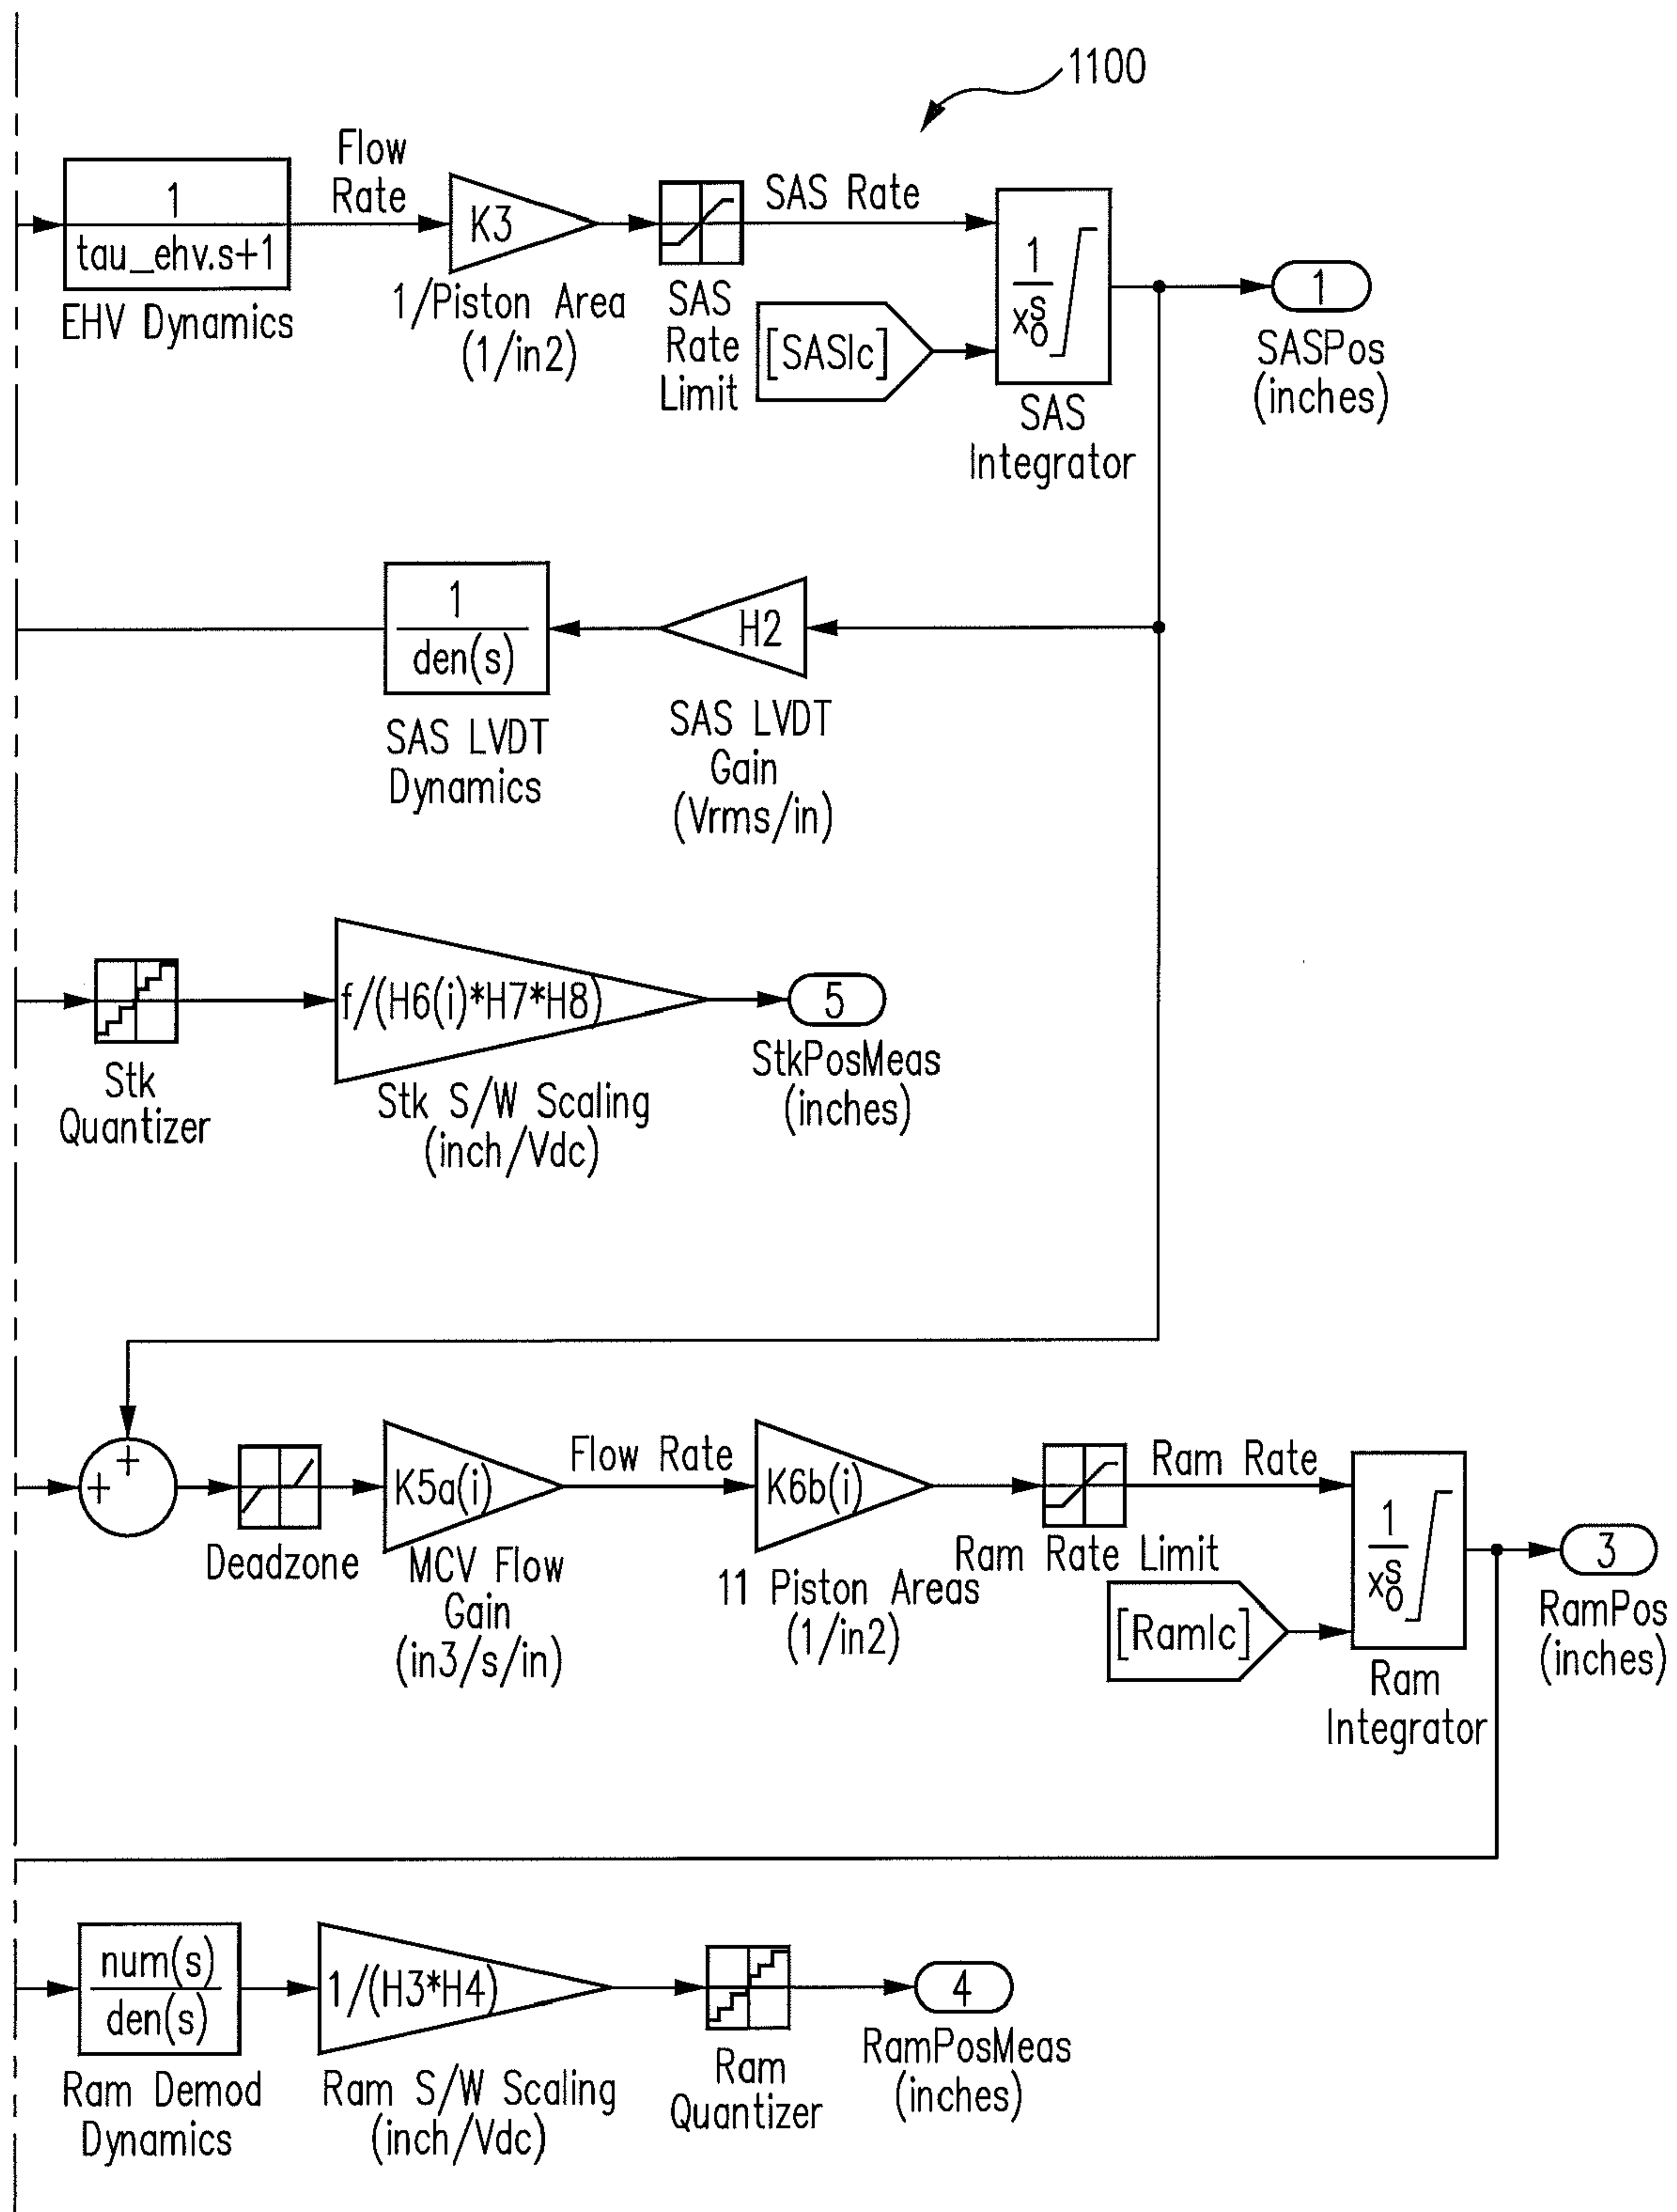 1100
1
tau_ehv.s+1
EHV Dynamics
Flow
Rate
K3
1/Piston Area
(1/in2)
SAS
Rate
Limit
SAS Rate
[SASIc]
1
s
xo
SAS
Integrator
1
SASPos
(inches)
1
den(s)
SAS LVDT
Dynamics
H2
SAS LVDT
Gain
(Vrms/in)
Stk
Quantizer
f/(H6(i)*H7*H8)
Stk S/W Scaling
(inch/Vdc)
5
StkPosMeas
(inches)
+
+
Deadzone
K5a(i)
MCV Flow
Gain
(in3/s/in)
Flow Rate
K6b(i)
11 Piston Areas
(1/in2)
Ram Rate Limit
Ram Rate
[RamIc]
1
s
xo
Ram
Integrator
3
RamPos
(inches)
num(s)
den(s)
Ram Demod
Dynamics
1/(H3*H4)
Ram S/W Scaling
(inch/Vdc)
Ram
Quantizer
4
RamPosMeas
(inches)